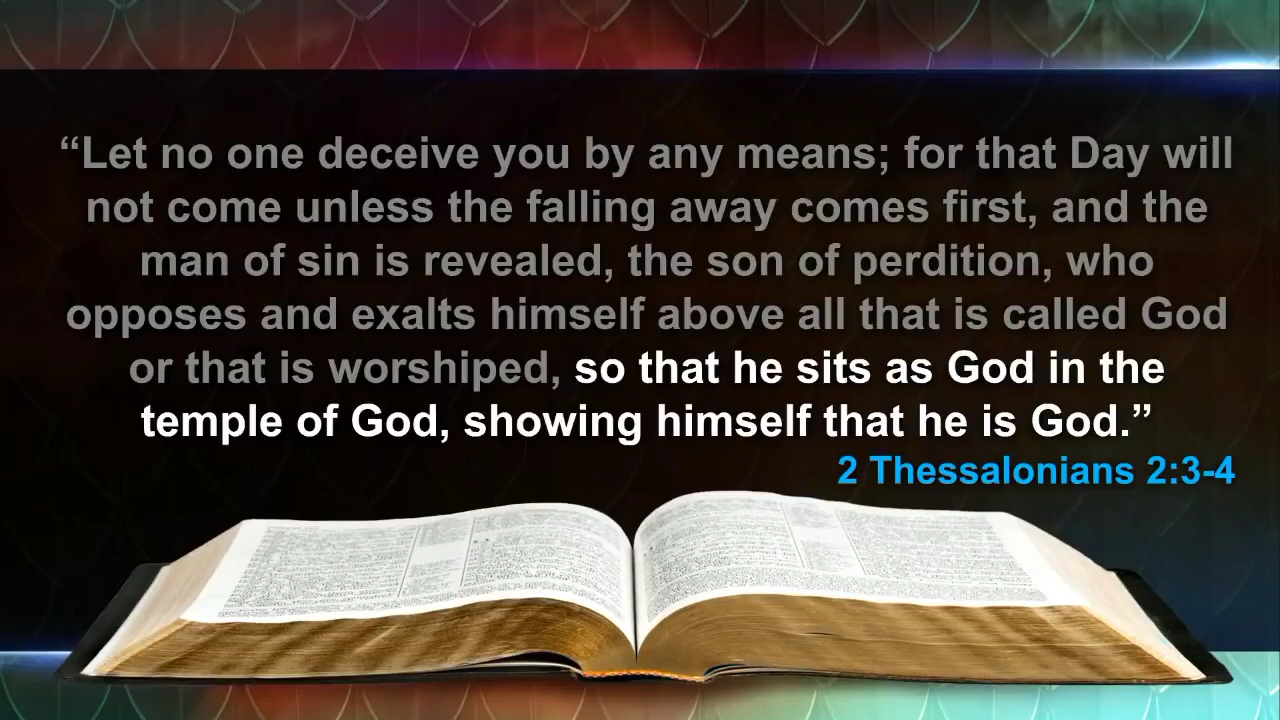 “Let no one deceive you by any means; for that Day will
not come unless the falling away comes first, and the
man of sin is revealed, the son of perdition, who
opposes and exalts himself above all that is called God
or that is worshiped, so that he sits as God in the
temple of God, showing himself that he is God.”
2 Thessalonians 2:3-4